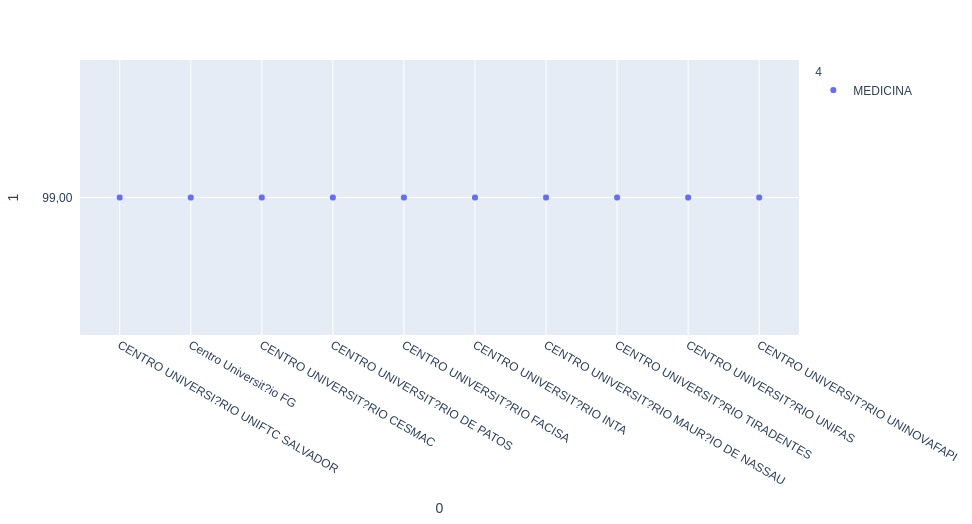 4
MEDICINA
1
99,00
CENTRO UNIVERSI?RIO UNIFTC SALVADOR
Centro Universit?io FG
CENTRO UNIVERSIT?RIO CESMAC
CENTRO UNIVERSIT?RIO DE PATOS
CENTRO UNIVERSIT?RIO FACISA
CENTRO UNIVERSIT?RIO INTA
CENTRO UNIVERSIT?RIO MAUR?IO DE NASSAU
CENTRO UNIVERSIT?RIO TIRADENTES
CENTRO UNIVERSIT?RIO UNIFAS
CENTRO UNIVERSIT?RIO UNINOVAFAPI
0